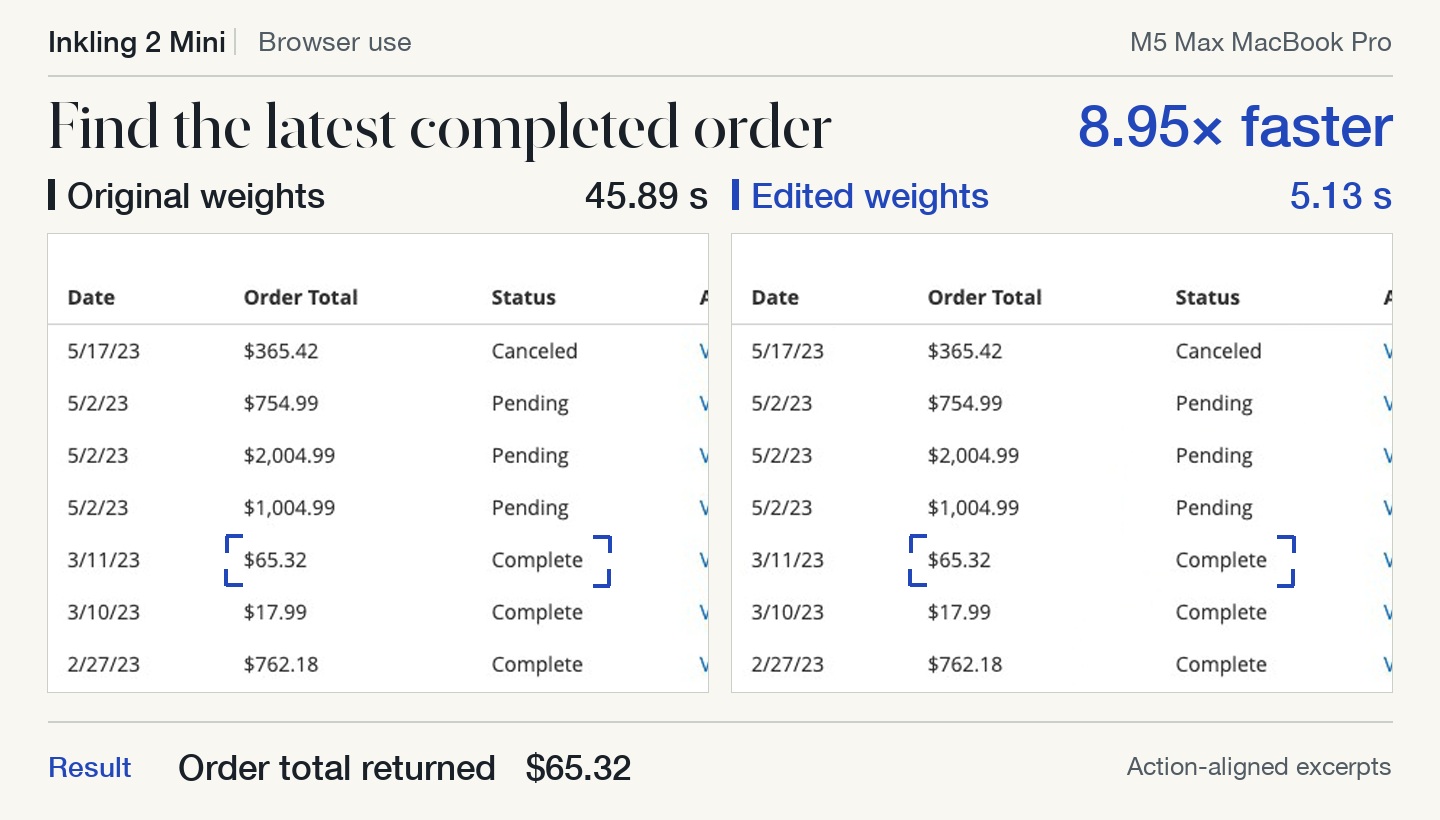 Inkling 2 Mini Browser use M5 Max MacBook Pro
Find the latest completed order 8.95× faster
Original weights 45.89 s Edited weights 5.13 s
Date Order Total Status A
5/17/23 $365.42 Canceled V
5/2/23 $754.99 Pending V
5/2/23 $2,004.99 Pending V
5/2/23 $1,004.99 Pending V
3/11/23 $65.32 Complete V
3/10/23 $17.99 Complete V
2/27/23 $762.18 Complete V
Date Order Total Status A
5/17/23 $365.42 Canceled V
5/2/23 $754.99 Pending V
5/2/23 $2,004.99 Pending V
5/2/23 $1,004.99 Pending V
3/11/23 $65.32 Complete V
3/10/23 $17.99 Complete V
2/27/23 $762.18 Complete V
Result Order total returned $65.32 Action-aligned excerpts